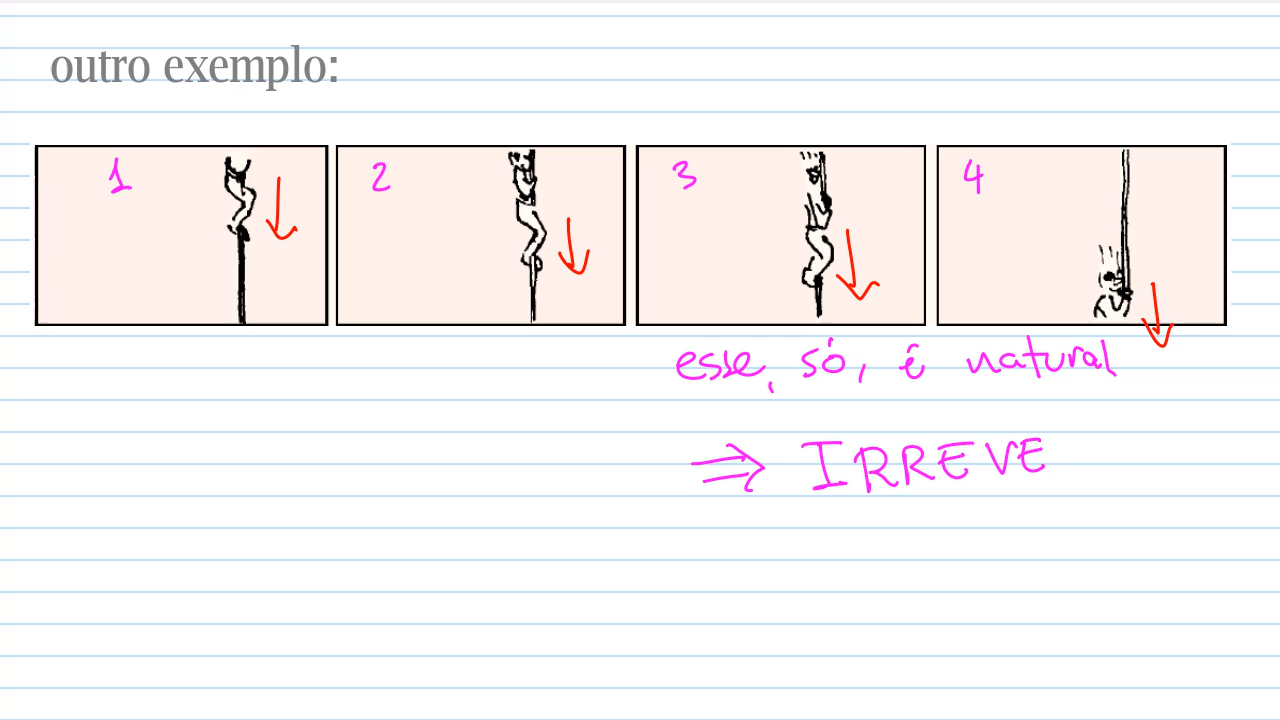 outro exemplo:
1 2 3 4
esse, só, é natural
⇒ IRREVE